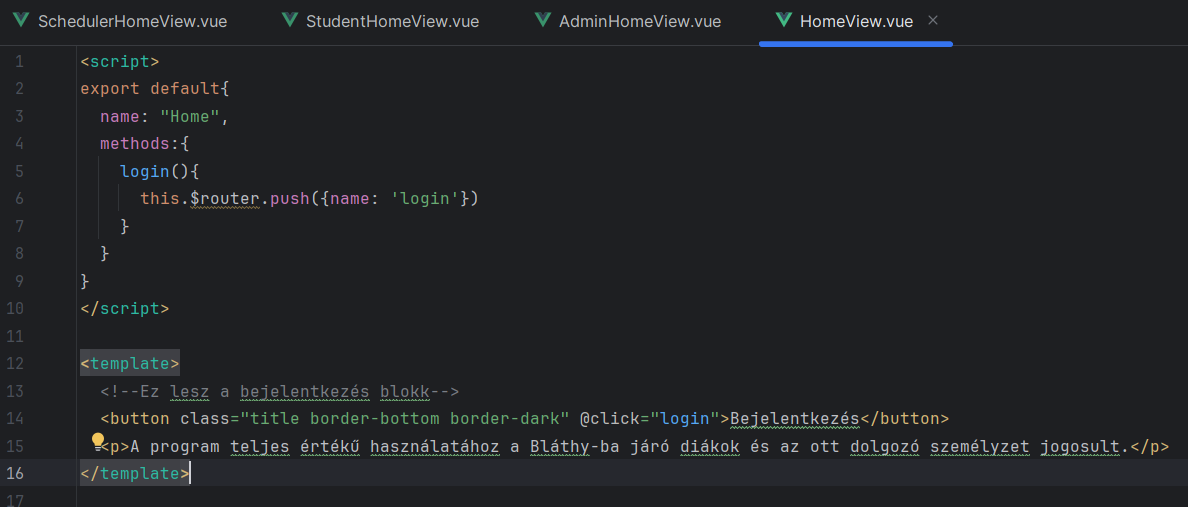 SchedulerHomeView.vue StudentHomeView.vue AdminHomeView.vue HomeView.vue ×
1 <script>
2 export default{
3 name: "Home",
4 methods:{
5 login(){
6 this.$router.push({name: 'login'})
7 }
8 }
9 }
10 </script>
11
12 <template>
13 <!--Ez lesz a bejelentkezés blokk-->
14 <button class="title border-bottom border-dark" @click="login">Bejelentkezés</button>
15 <p>A program teljes értékű használatához a Bláthy-ba járó diákok és az ott dolgozó személyzet jogosult.</p>
16 </template>
17